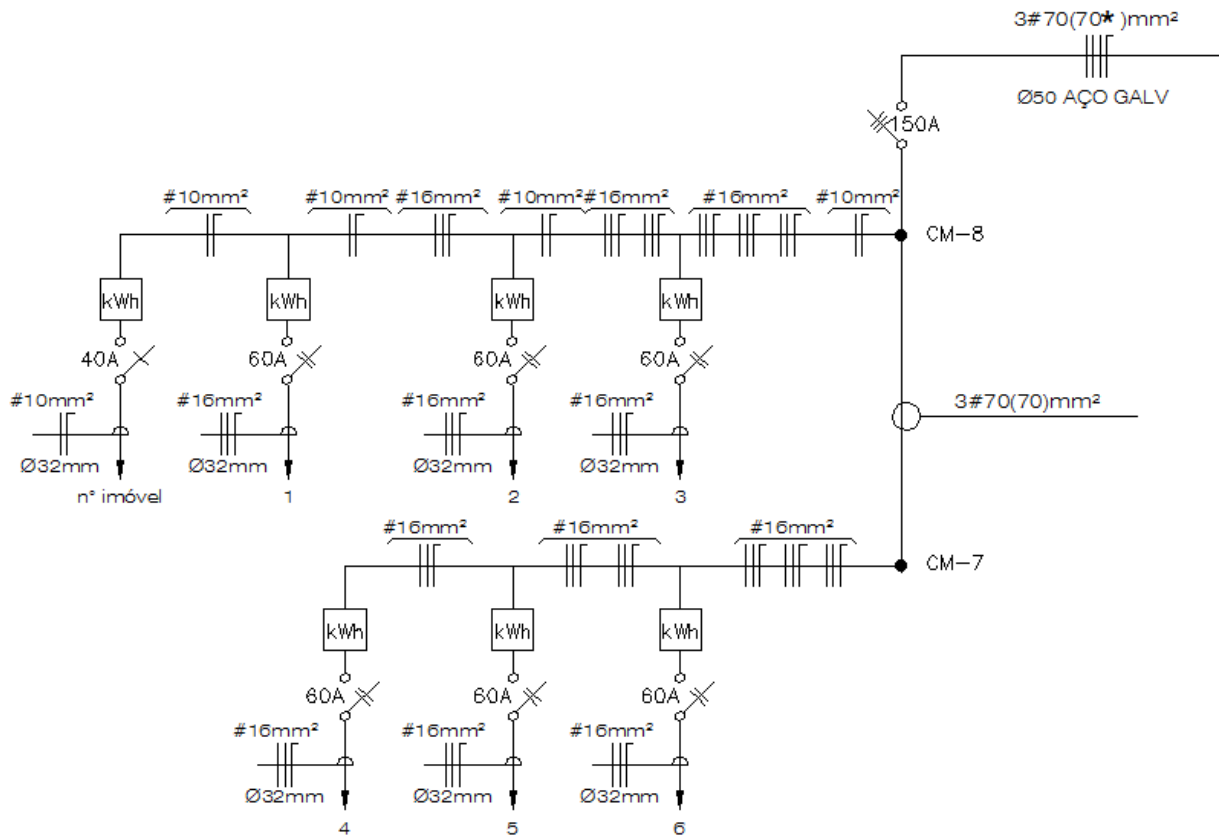 3#70(70*)mm²
Ø50 AÇO GALV
150A
#10mm² #10mm² #16mm² #10mm² #16mm² #16mm² #10mm²
CM-8
kWh kWh kWh kWh
40A 60A 60A 60A
#10mm² #16mm² #16mm² #16mm²
3#70(70)mm²
Ø32mm Ø32mm Ø32mm Ø32mm
n° imóvel 1 2 3
#16mm² #16mm² #16mm²
CM-7
kWh kWh kWh
60A 60A 60A
#16mm² #16mm² #16mm²
Ø32mm Ø32mm Ø32mm
4 5 6